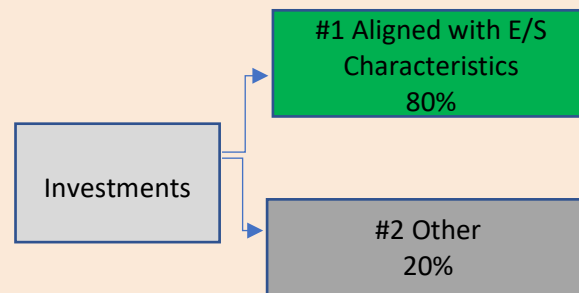 #1 Aligned with E/S
Characteristics
80%
Investments
#2 Other
20%